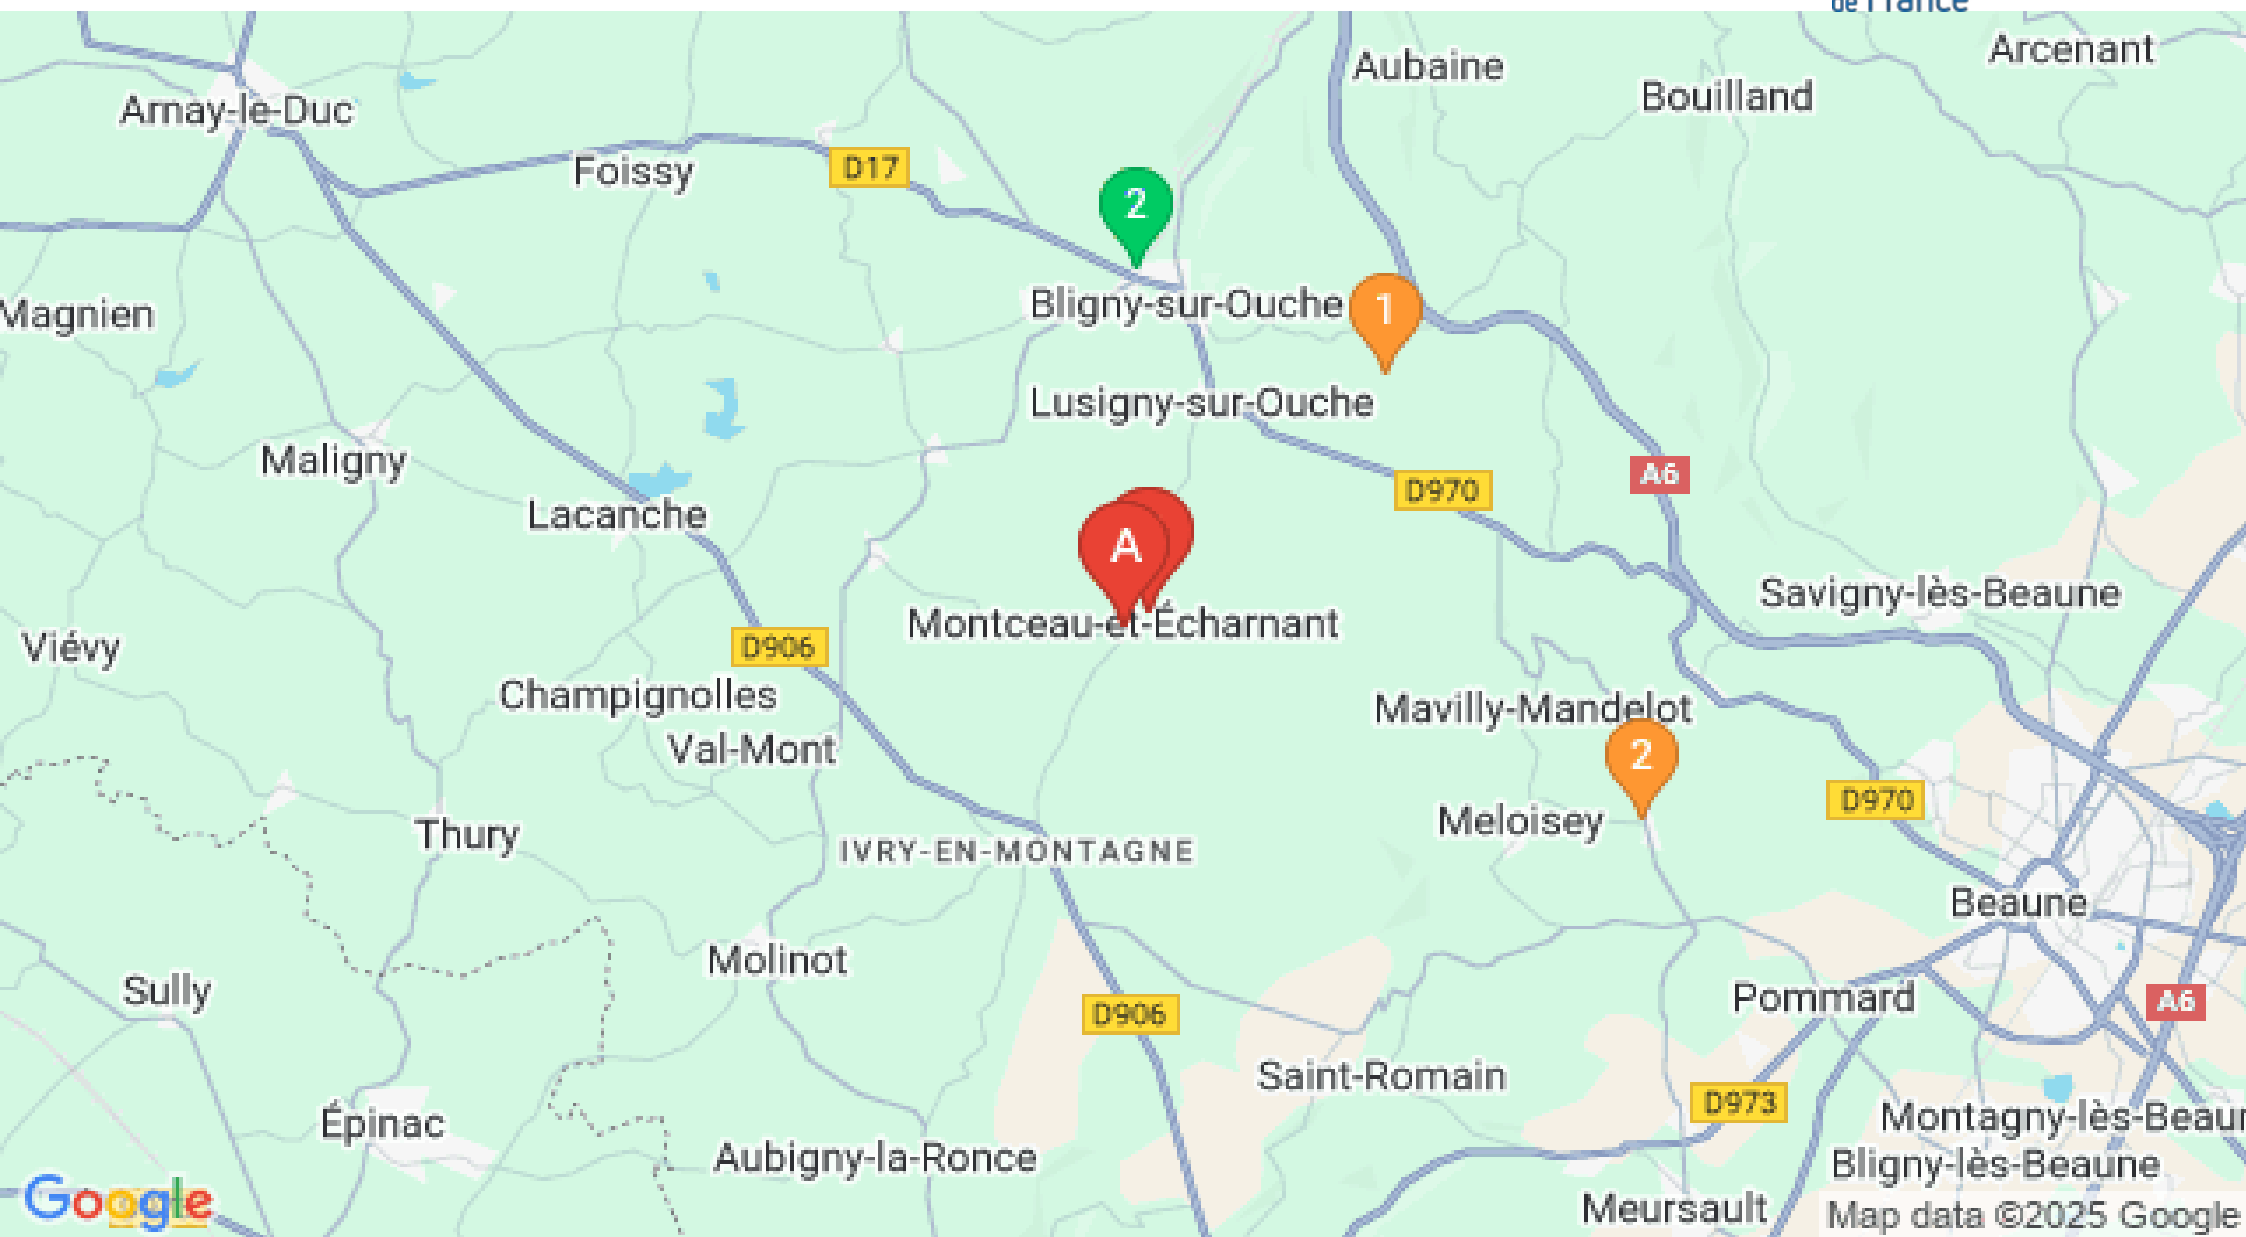 de France
Arcenant
Aubaine
Bouilland
Arnay-le-Duc
Foissy
D17
2
Bligny-sur-Ouche
1
Magnien
Lusigny-sur-Ouche
Maligny
A6
D970
Lacanche
A
Savigny-lès-Beaune
Montceau-et-Écharnant
Viévy
D906
Champignolles
Mavilly-Mandelot
Val-Mont
2
D970
Meloisey
Thury
IVRY-EN-MONTAGNE
Beaune
Molinot
Sully
Pommard
A6
D906
Saint-Romain
D973
Montagny-lès-Beaun
Épinac
Aubigny-la-Ronce
Bligny-lès-Beaune
Google
Meursault
Map data ©2025 Google